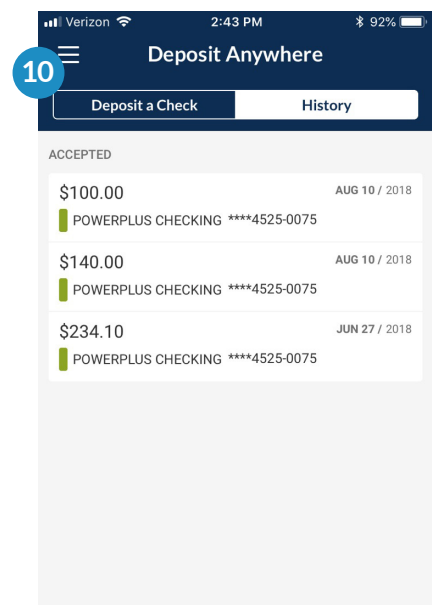 Verizon 2:43 PM 92%
10
Deposit Anywhere
Deposit a Check History
ACCEPTED
$100.00 AUG 10 / 2018
POWERPLUS CHECKING ****4525-0075
$140.00 AUG 10 / 2018
POWERPLUS CHECKING ****4525-0075
$234.10 JUN 27 / 2018
POWERPLUS CHECKING ****4525-0075